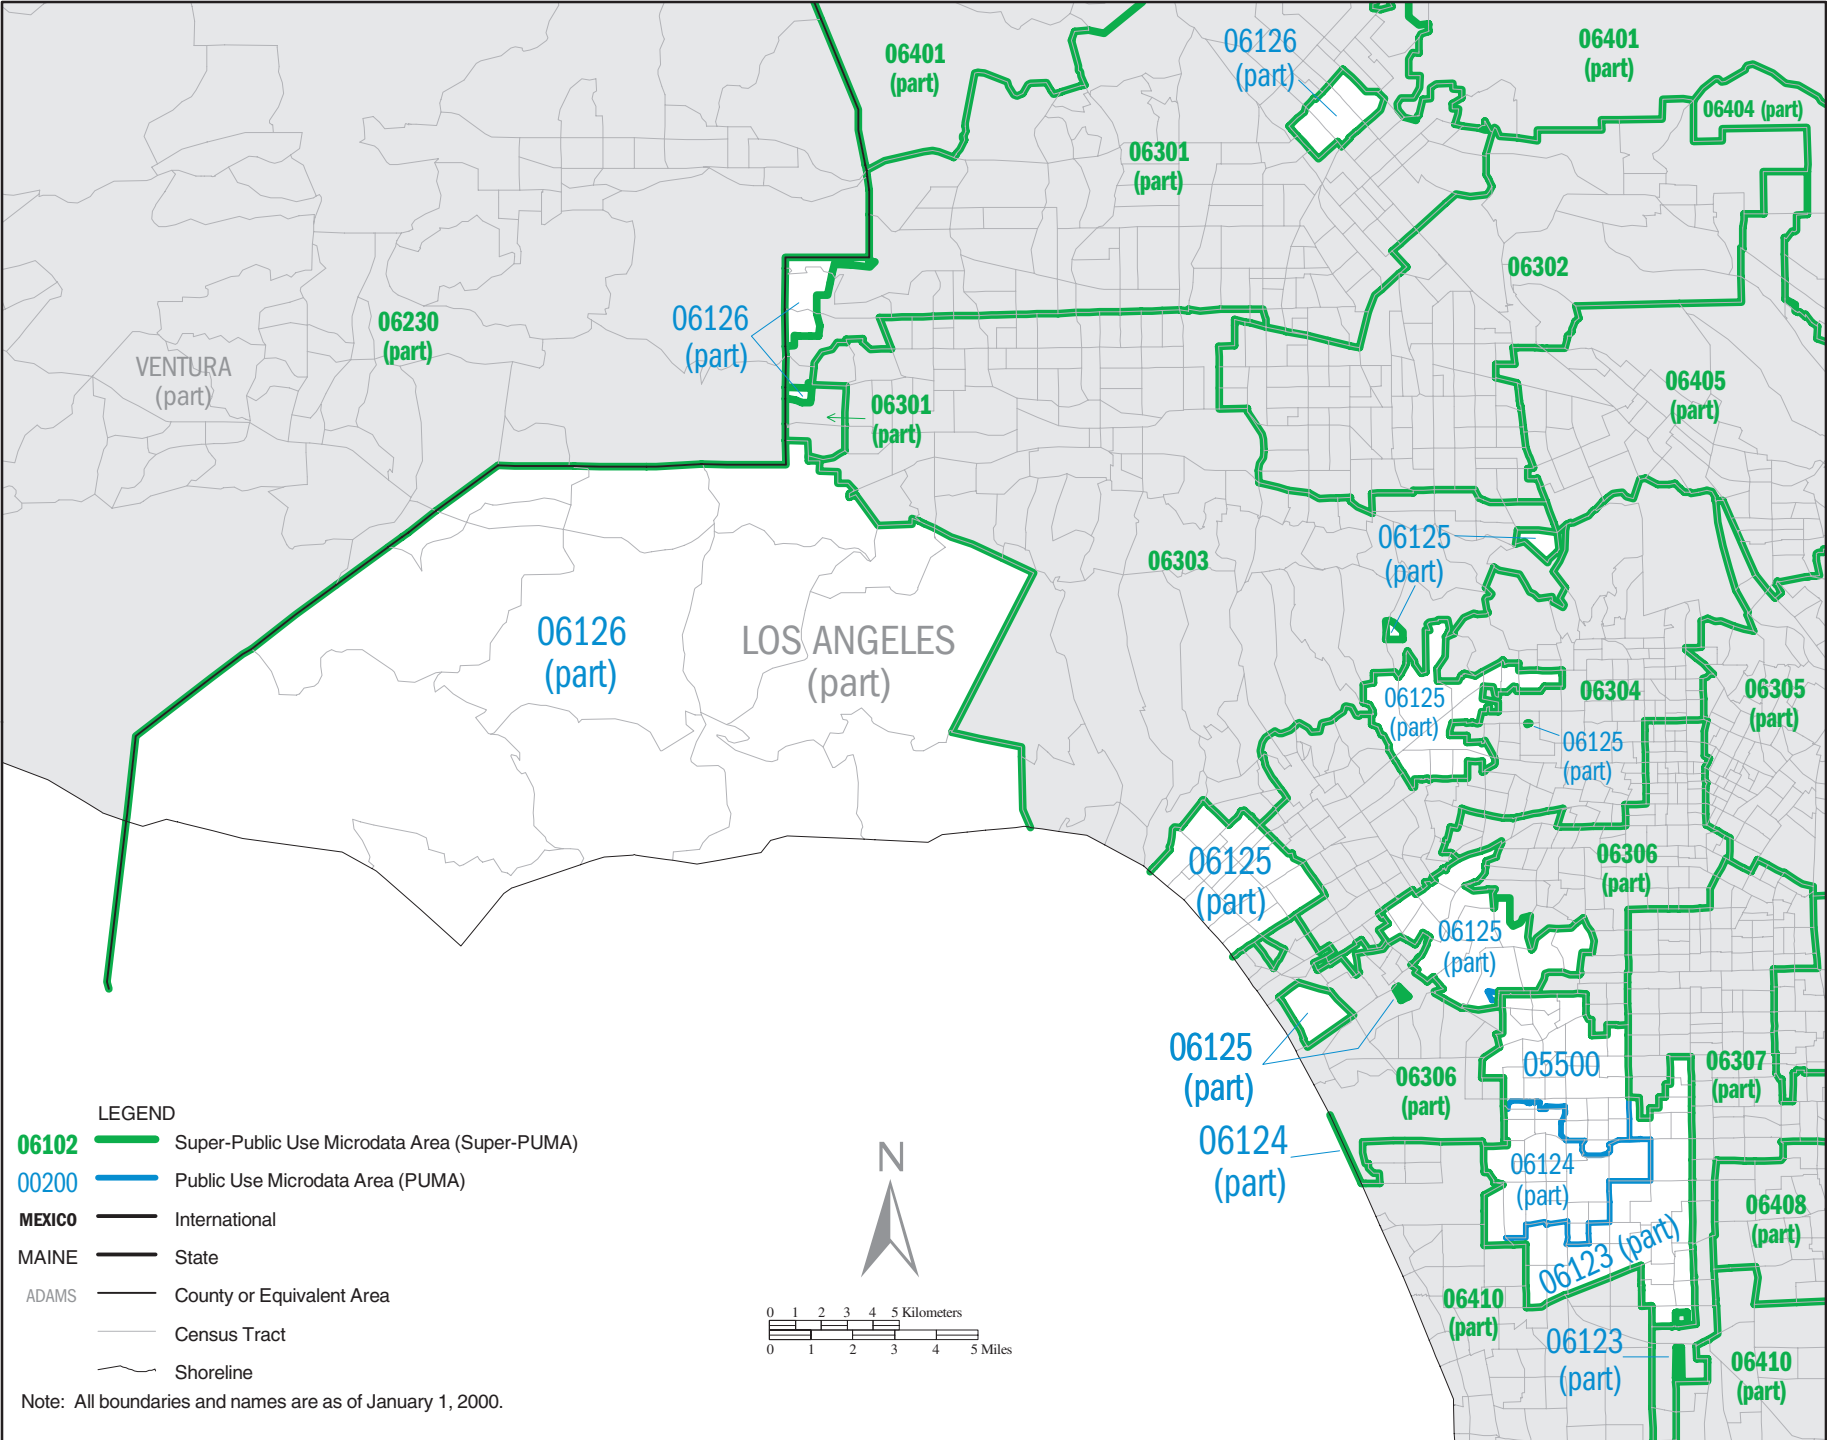 06401
(part)
06126
(part)
06401
(part)
06404 (part)
06301
(part)
06302
06230
(part)
06126
(part)
VENTURA
(part)
06301
(part)
06405
(part)
06125
(part)
06303
06126
(part)
LOS ANGELES
(part)
06125
(part)
06304
06305
(part)
06125
(part)
06125
(part)
06306
(part)
06125
(part)
06125
(part)
05500
06307
(part)
06306
(part)
06124
(part)
06124
(part)
06408
(part)
06123 (part)
06410
(part)
06123
(part)
06410
(part)
LEGEND
06102 Super-Public Use Microdata Area (Super-PUMA)
00200 Public Use Microdata Area (PUMA)
MEXICO International
MAINE State
ADAMS County or Equivalent Area
Census Tract
Shoreline
Note: All boundaries and names are as of January 1, 2000.
N
0 1 2 3 4 5 Kilometers
0 1 2 3 4 5 Miles